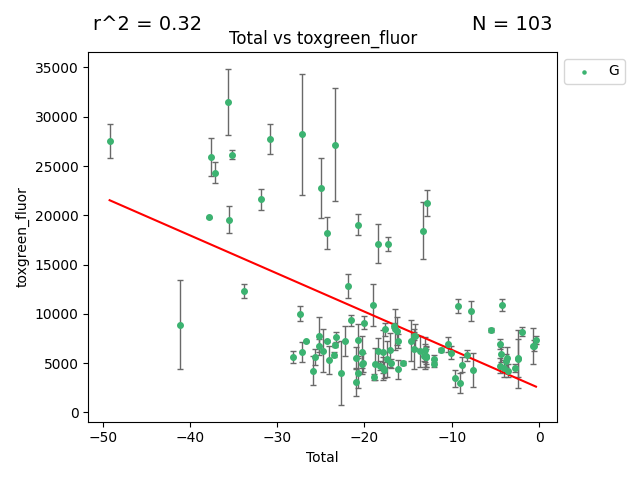 r^2 = 0.32
N = 103
Total vs toxgreen_fluor
G
toxgreen_fluor
35000
30000
25000
20000
15000
10000
5000
0
−50
−40
−30
−20
−10
0
Total